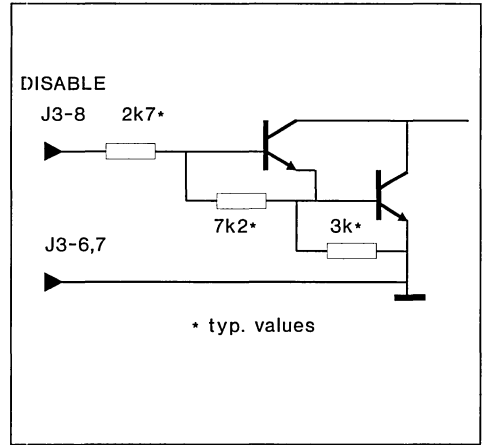 DISABLE
J3-8 2k7*
7k2* 3k*
J3-6,7
* typ. values